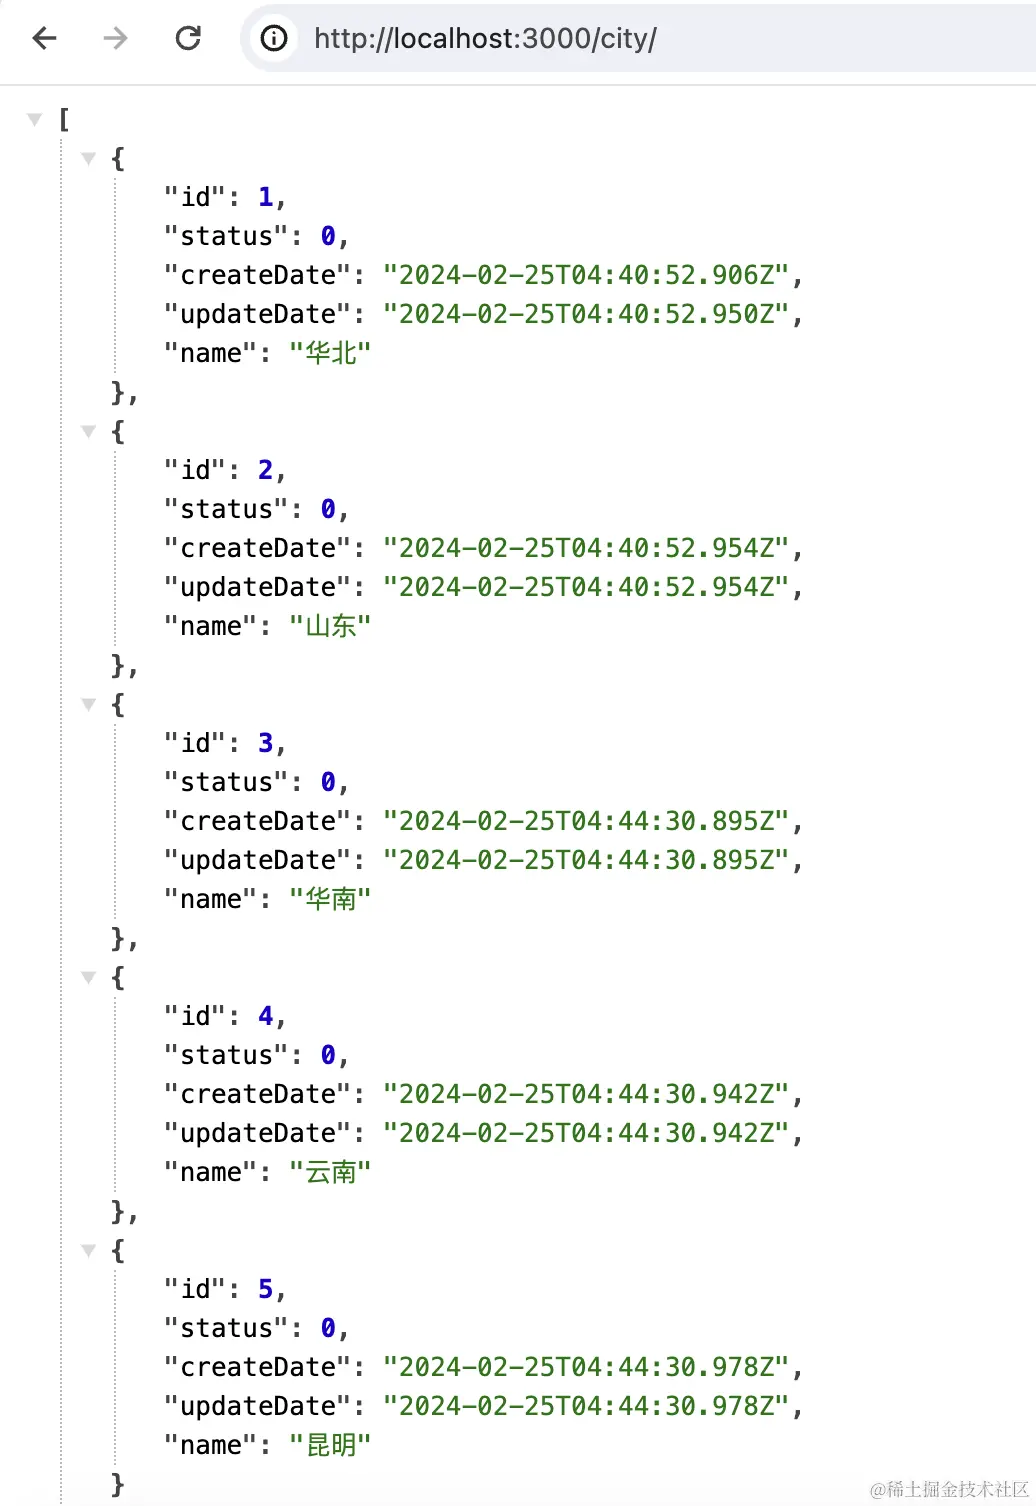 http://localhost:3000/city/
[
{
"id": 1,
"status": 0,
"createDate": "2024-02-25T04:40:52.906Z",
"updateDate": "2024-02-25T04:40:52.950Z",
"name": "华北"
},
{
"id": 2,
"status": 0,
"createDate": "2024-02-25T04:40:52.954Z",
"updateDate": "2024-02-25T04:40:52.954Z",
"name": "山东"
},
{
"id": 3,
"status": 0,
"createDate": "2024-02-25T04:44:30.895Z",
"updateDate": "2024-02-25T04:44:30.895Z",
"name": "华南"
},
{
"id": 4,
"status": 0,
"createDate": "2024-02-25T04:44:30.942Z",
"updateDate": "2024-02-25T04:44:30.942Z",
"name": "云南"
},
{
"id": 5,
"status": 0,
"createDate": "2024-02-25T04:44:30.978Z",
"updateDate": "2024-02-25T04:44:30.978Z",
"name": "昆明"
}
@稀土掘金技术社区